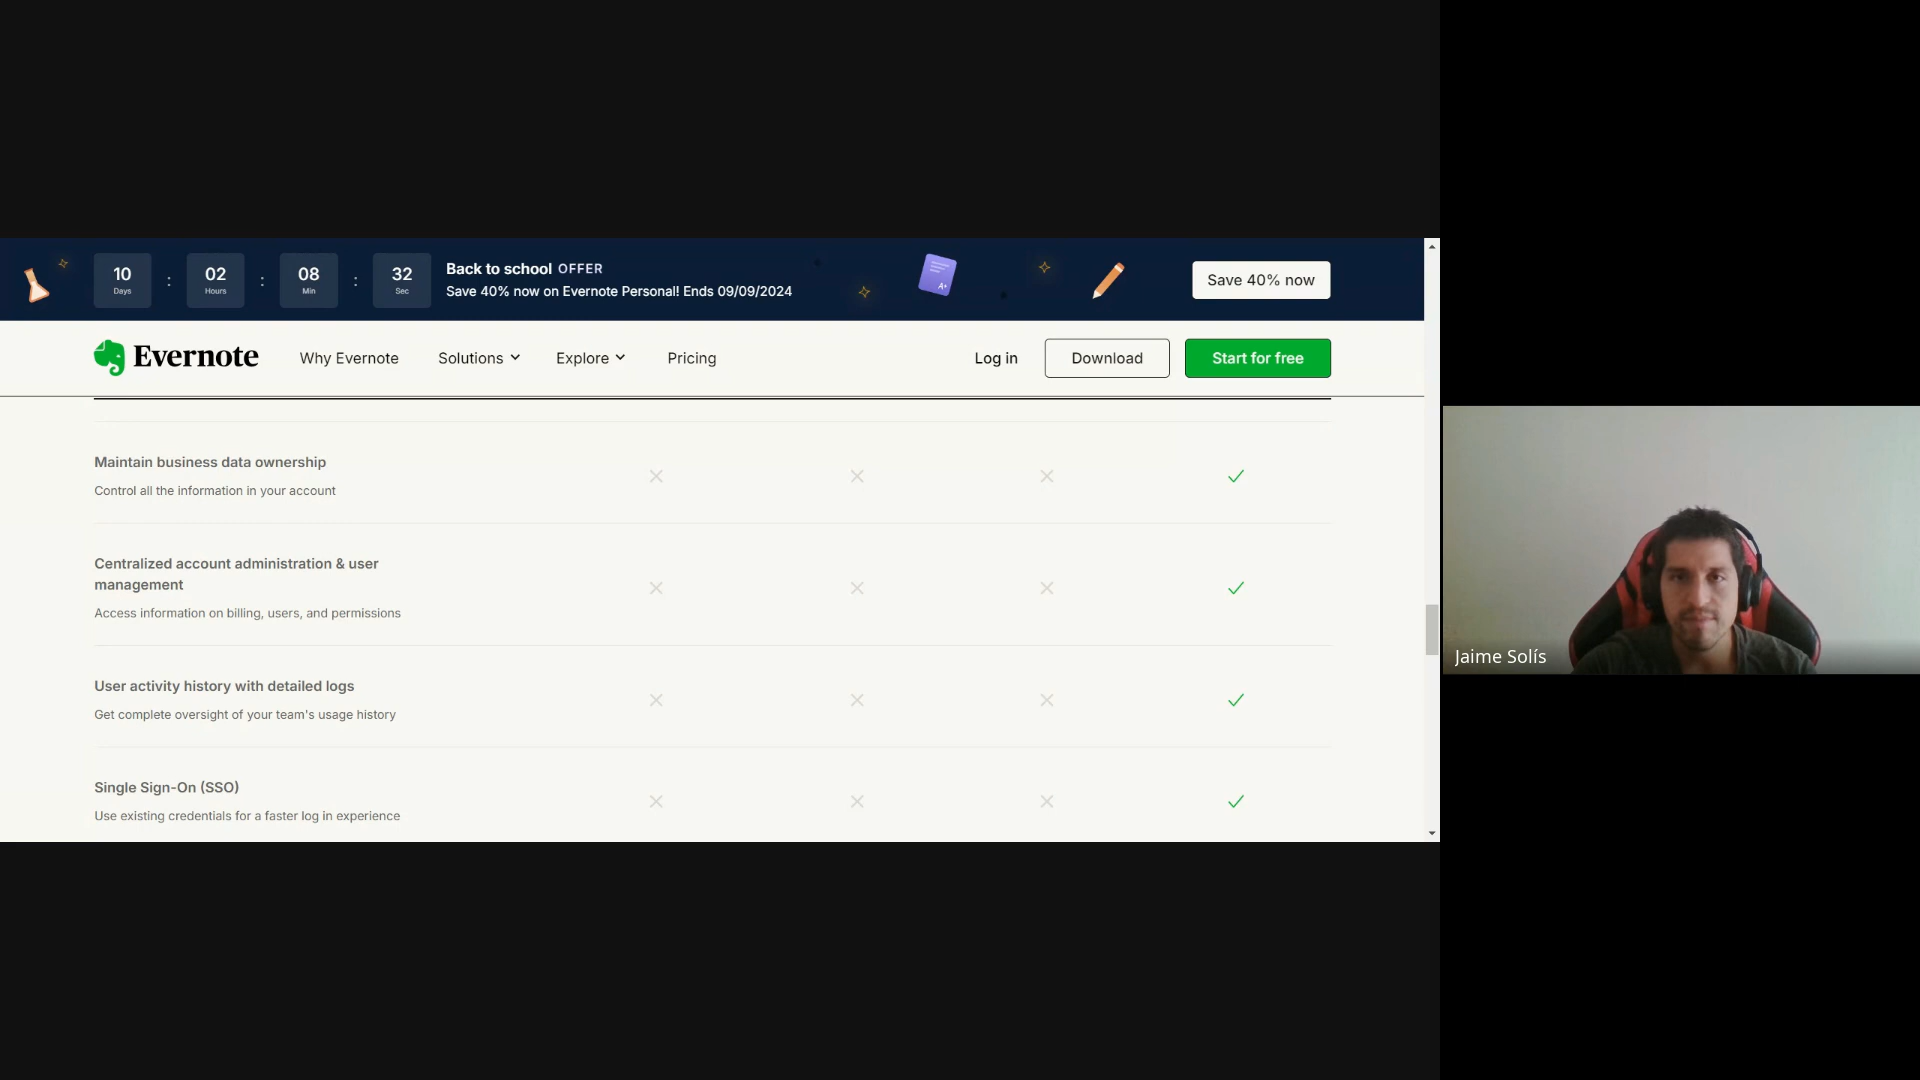 10 : 02 : 08 : 32
Days Hours Min Sec
Back to school OFFER
Save 40% now on Evernote Personal! Ends 09/09/2024
A+
Save 40% now
Evernote
Why Evernote
Solutions
Explore
Pricing
Log in
Download
Start for free
Maintain business data ownership
Control all the information in your account
Centralized account administration & user
management
Access information on billing, users, and permissions
User activity history with detailed logs
Get complete oversight of your team's usage history
Single Sign-On (SSO)
Use existing credentials for a faster log in experience
Jaime Solís